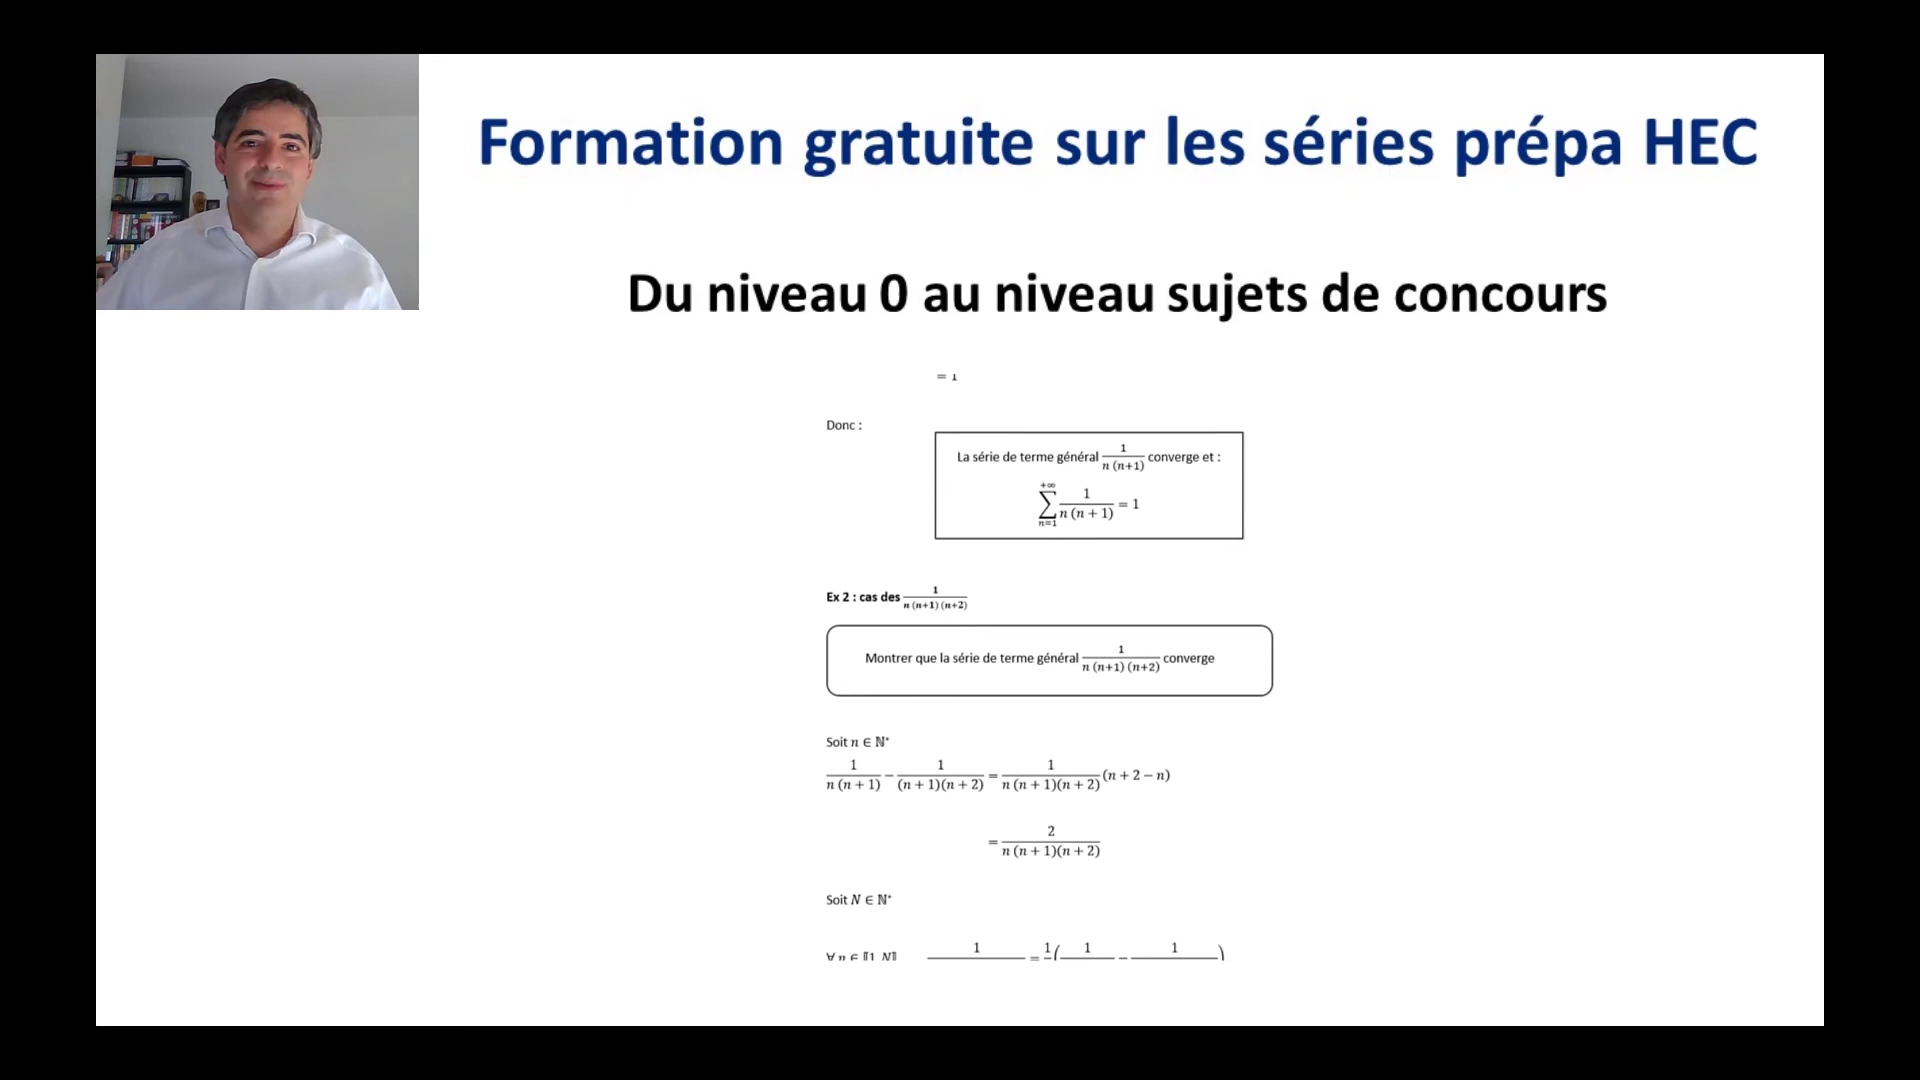 Formation gratuite sur les séries prépa HEC
Du niveau 0 au niveau sujets de concours
= 1
Donc :
La série de terme général 1/(n (n+1)) converge et :
∑_{n=1}^{+∞} 1/(n (n + 1)) = 1
Ex 2 : cas des 1/(n (n+1) (n+2))
Montrer que la série de terme général 1/(n (n+1) (n+2)) converge
Soit n ∈ ℕ*
1/(n (n + 1)) − 1/((n + 1)(n + 2)) = 1/(n (n + 1)(n + 2)) (n + 2 − n)
= 2/(n (n + 1)(n + 2))
Soit N ∈ ℕ*
∀ n ∈ ⟦1, N⟧